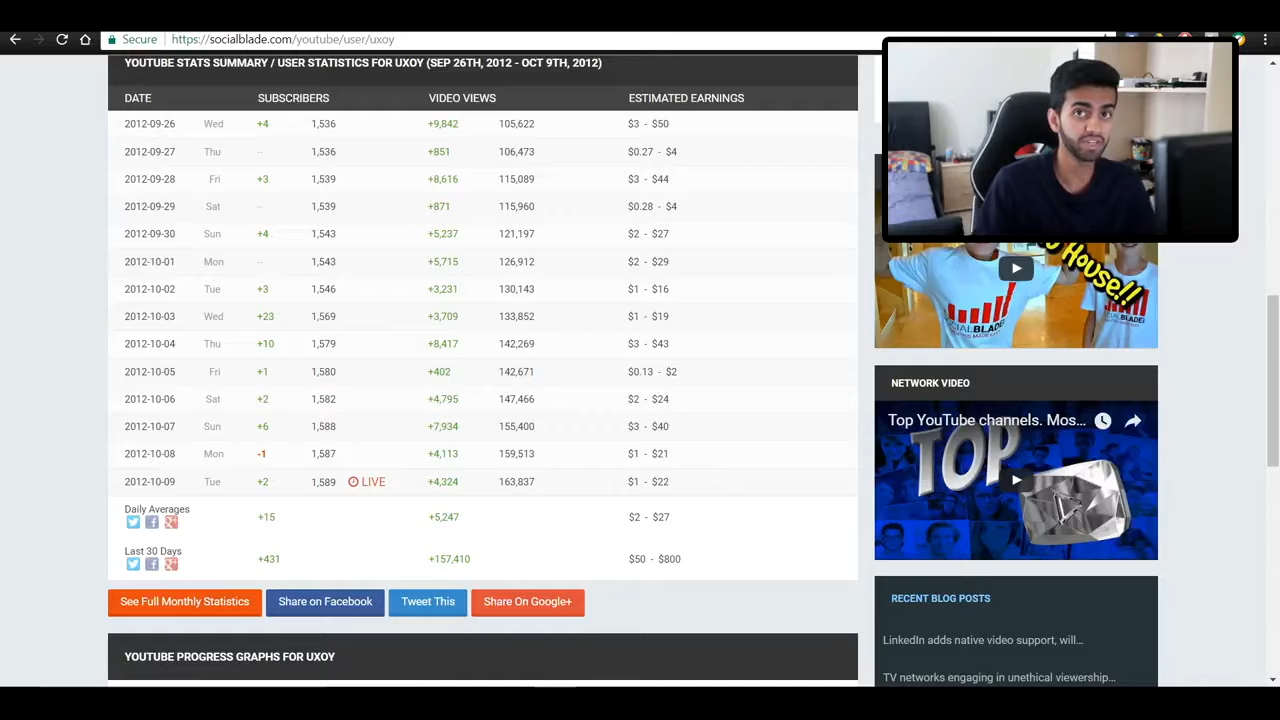 Secure https://socialblade.com/youtube/user/uxoy
YOUTUBE STATS SUMMARY / USER STATISTICS FOR UXOY (SEP 26TH, 2012 - OCT 9TH, 2012)
DATE SUBSCRIBERS VIDEO VIEWS ESTIMATED EARNINGS
2012-09-26 Wed +4 1,536 +9,842 105,622 $3 - $50
2012-09-27 Thu -- 1,536 +851 106,473 $0.27 - $4
2012-09-28 Fri +3 1,539 +8,616 115,089 $3 - $44
2012-09-29 Sat -- 1,539 +871 115,960 $0.28 - $4
2012-09-30 Sun +4 1,543 +5,237 121,197 $2 - $27
2012-10-01 Mon -- 1,543 +5,715 126,912 $2 - $29
2012-10-02 Tue +3 1,546 +3,231 130,143 $1 - $16
2012-10-03 Wed +23 1,569 +3,709 133,852 $1 - $19
2012-10-04 Thu +10 1,579 +8,417 142,269 $3 - $43
2012-10-05 Fri +1 1,580 +402 142,671 $0.13 - $2
2012-10-06 Sat +2 1,582 +4,795 147,466 $2 - $24
2012-10-07 Sun +6 1,588 +7,934 155,400 $3 - $40
2012-10-08 Mon -1 1,587 +4,113 159,513 $1 - $21
2012-10-09 Tue +2 1,589 LIVE +4,324 163,837 $1 - $22
Daily Averages +15 +5,247 $2 - $27
Last 30 Days +431 +157,410 $50 - $800
See Full Monthly Statistics Share on Facebook Tweet This Share On Google+
YOUTUBE PROGRESS GRAPHS FOR UXOY
House!!
NETWORK VIDEO
Top YouTube channels. Mos...
TOP
RECENT BLOG POSTS
LinkedIn adds native video support, will...
TV networks engaging in unethical viewership...